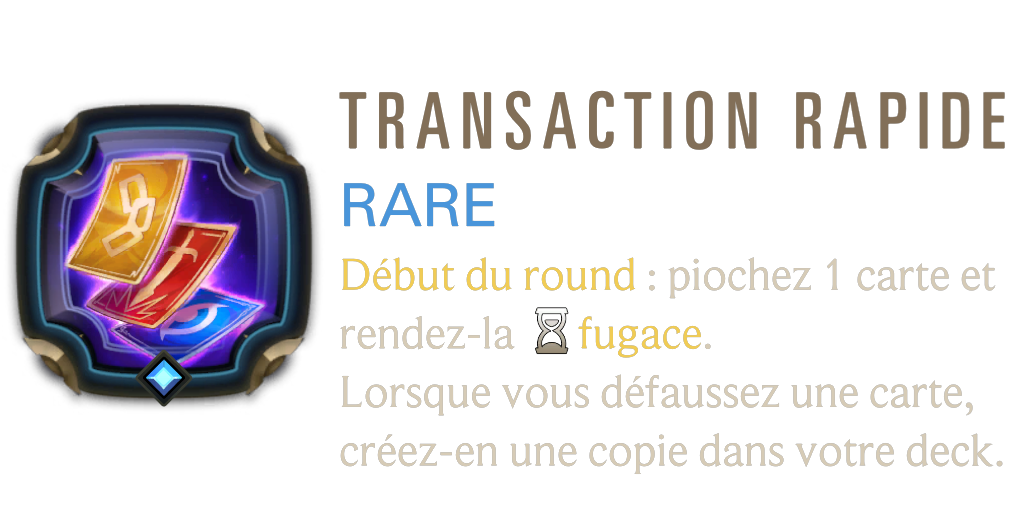 TRANSACTION RAPIDE
RARE
Début du round : piochez 1 carte et
rendez-la fugace.
Lorsque vous défaussez une carte,
créez-en une copie dans votre deck.